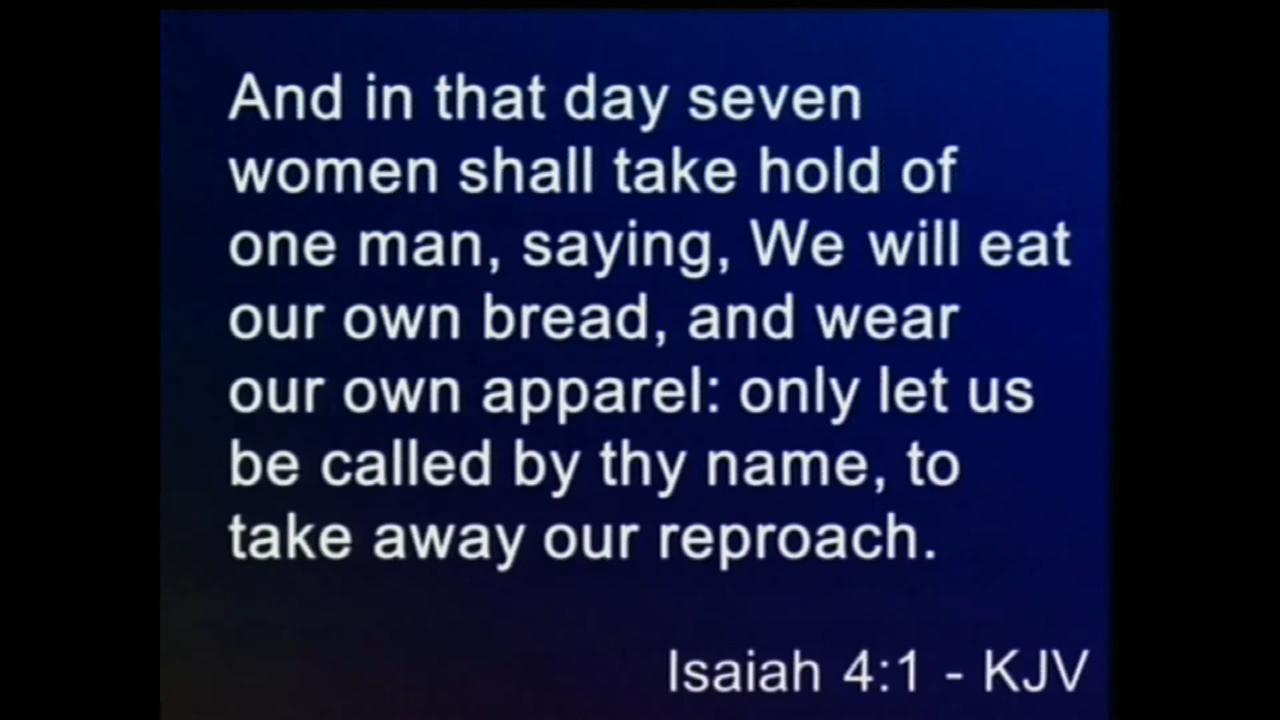 And in that day seven
women shall take hold of
one man, saying, We will eat
our own bread, and wear
our own apparel: only let us
be called by thy name, to
take away our reproach.
Isaiah 4:1 - KJV